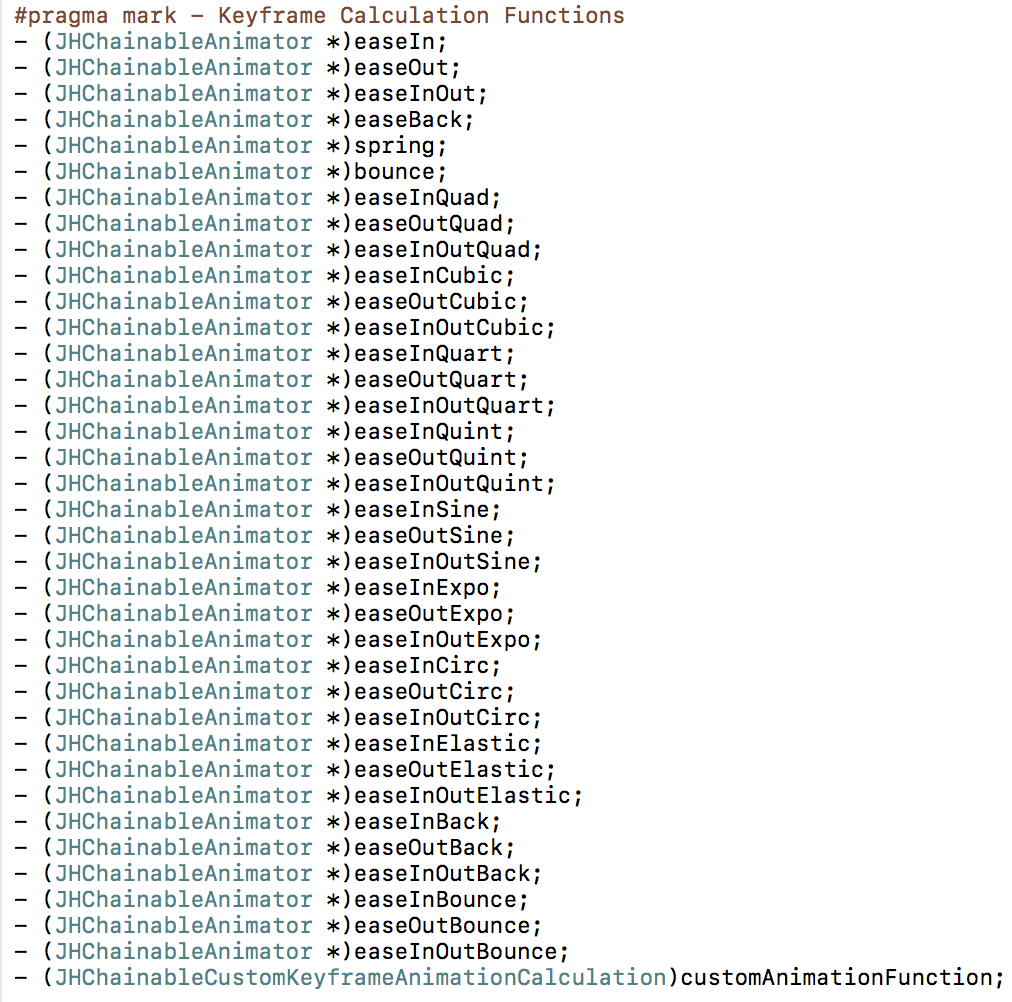 #pragma mark - Keyframe Calculation Functions
- (JHChainableAnimator *)easeIn;
- (JHChainableAnimator *)easeOut;
- (JHChainableAnimator *)easeInOut;
- (JHChainableAnimator *)easeBack;
- (JHChainableAnimator *)spring;
- (JHChainableAnimator *)bounce;
- (JHChainableAnimator *)easeInQuad;
- (JHChainableAnimator *)easeOutQuad;
- (JHChainableAnimator *)easeInOutQuad;
- (JHChainableAnimator *)easeInCubic;
- (JHChainableAnimator *)easeOutCubic;
- (JHChainableAnimator *)easeInOutCubic;
- (JHChainableAnimator *)easeInQuart;
- (JHChainableAnimator *)easeOutQuart;
- (JHChainableAnimator *)easeInOutQuart;
- (JHChainableAnimator *)easeInQuint;
- (JHChainableAnimator *)easeOutQuint;
- (JHChainableAnimator *)easeInOutQuint;
- (JHChainableAnimator *)easeInSine;
- (JHChainableAnimator *)easeOutSine;
- (JHChainableAnimator *)easeInOutSine;
- (JHChainableAnimator *)easeInExpo;
- (JHChainableAnimator *)easeOutExpo;
- (JHChainableAnimator *)easeInOutExpo;
- (JHChainableAnimator *)easeInCirc;
- (JHChainableAnimator *)easeOutCirc;
- (JHChainableAnimator *)easeInOutCirc;
- (JHChainableAnimator *)easeInElastic;
- (JHChainableAnimator *)easeOutElastic;
- (JHChainableAnimator *)easeInOutElastic;
- (JHChainableAnimator *)easeInBack;
- (JHChainableAnimator *)easeOutBack;
- (JHChainableAnimator *)easeInOutBack;
- (JHChainableAnimator *)easeInBounce;
- (JHChainableAnimator *)easeOutBounce;
- (JHChainableAnimator *)easeInOutBounce;
- (JHChainableCustomKeyframeAnimationCalculation)customAnimationFunction;